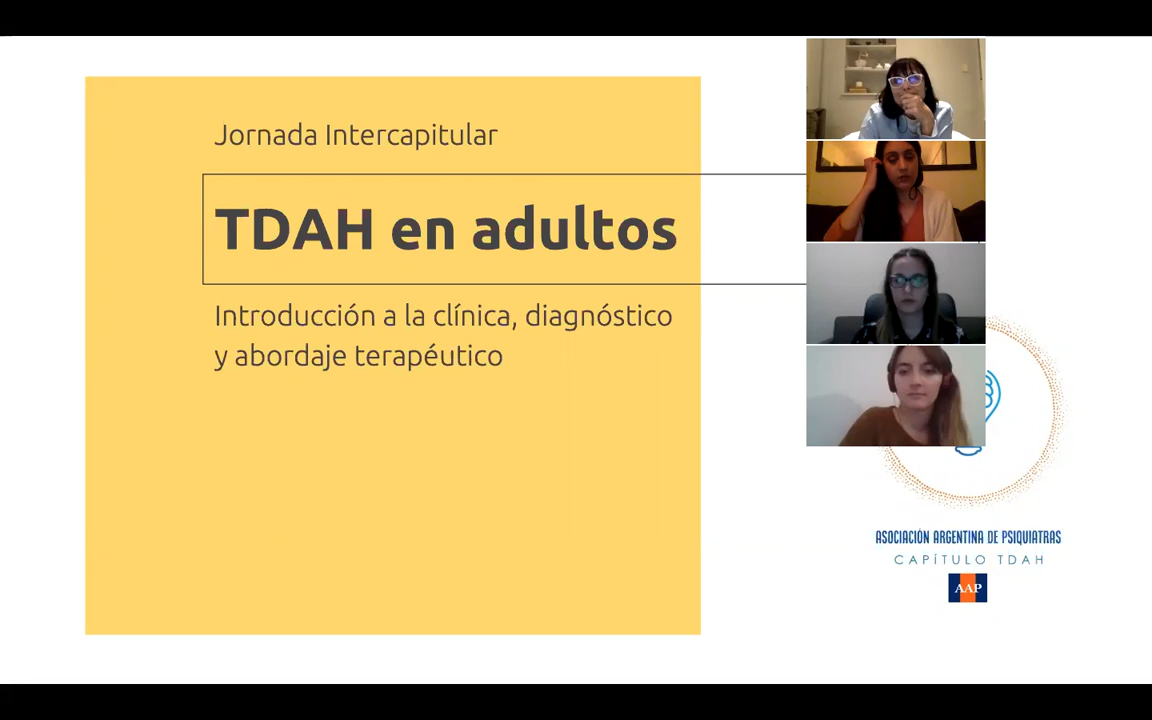 Jornada Intercapitular
TDAH en adultos
Introducción a la clínica, diagnóstico
y abordaje terapéutico
ASOCIACIÓN ARGENTINA DE PSIQUIATRAS
CAPÍTULO TDAH
AAP